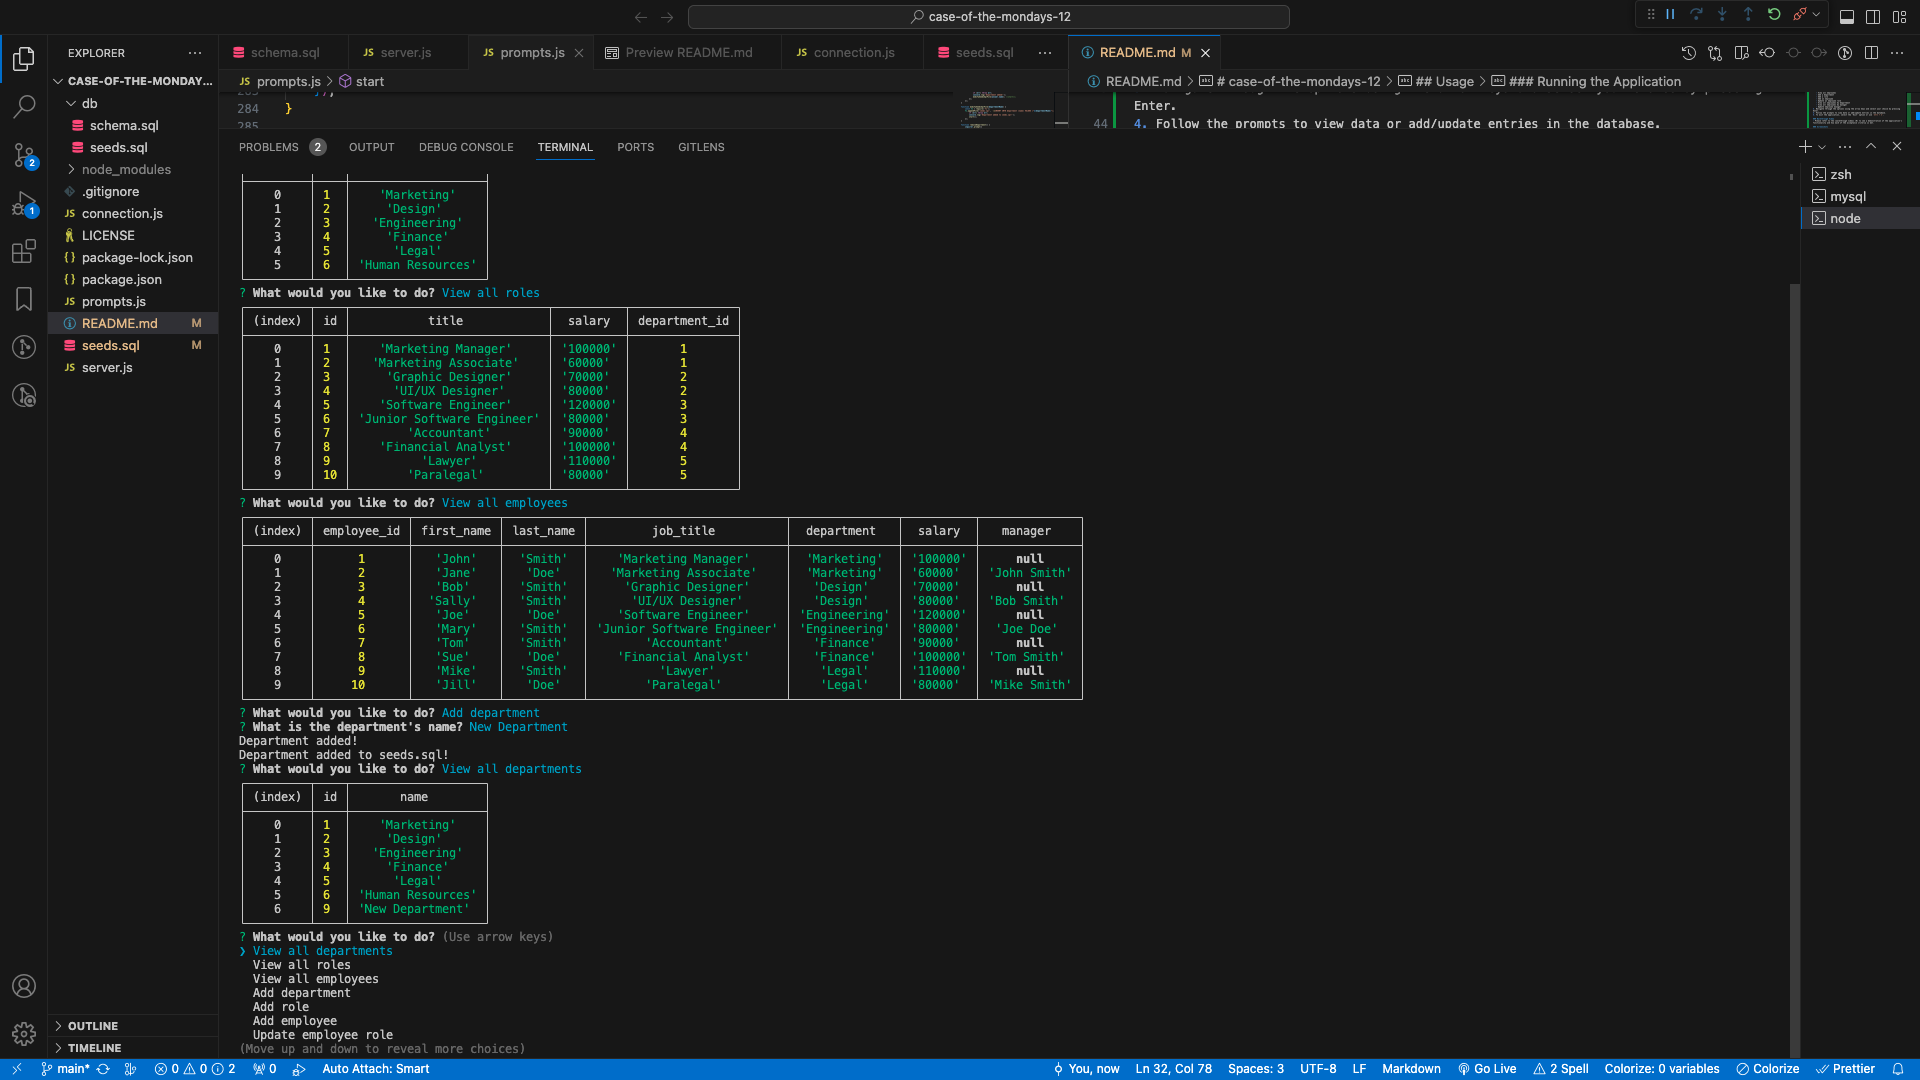 case-of-the-mondays-12
EXPLORER
schema.sql
server.js
prompts.js
Preview README.md
connection.js
seeds.sql
README.md M
CASE-OF-THE-MONDAY...
db
schema.sql
seeds.sql
node_modules
.gitignore
connection.js
LICENSE
package-lock.json
package.json
prompts.js
README.md M
seeds.sql M
server.js
OUTLINE
TIMELINE
2
1
prompts.js > start
284 }
285
README.md > # case-of-the-mondays-12 > ## Usage > ### Running the Application
Enter.
44 4. Follow the prompts to view data or add/update entries in the database.
PROBLEMS 2 OUTPUT DEBUG CONSOLE TERMINAL PORTS GITLENS
zsh
mysql
node
0 1 'Marketing'
1 2 'Design'
2 3 'Engineering'
3 4 'Finance'
4 5 'Legal'
5 6 'Human Resources'
? What would you like to do? View all roles
(index) id title salary department_id
0 1 'Marketing Manager' '100000' 1
1 2 'Marketing Associate' '60000' 1
2 3 'Graphic Designer' '70000' 2
3 4 'UI/UX Designer' '80000' 2
4 5 'Software Engineer' '120000' 3
5 6 'Junior Software Engineer' '80000' 3
6 7 'Accountant' '90000' 4
7 8 'Financial Analyst' '100000' 4
8 9 'Lawyer' '110000' 5
9 10 'Paralegal' '80000' 5
? What would you like to do? View all employees
(index) employee_id first_name last_name job_title department salary manager
0 1 'John' 'Smith' 'Marketing Manager' 'Marketing' '100000' null
1 2 'Jane' 'Doe' 'Marketing Associate' 'Marketing' '60000' 'John Smith'
2 3 'Bob' 'Smith' 'Graphic Designer' 'Design' '70000' null
3 4 'Sally' 'Smith' 'UI/UX Designer' 'Design' '80000' 'Bob Smith'
4 5 'Joe' 'Doe' 'Software Engineer' 'Engineering' '120000' null
5 6 'Mary' 'Smith' 'Junior Software Engineer' 'Engineering' '80000' 'Joe Doe'
6 7 'Tom' 'Smith' 'Accountant' 'Finance' '90000' null
7 8 'Sue' 'Doe' 'Financial Analyst' 'Finance' '100000' 'Tom Smith'
8 9 'Mike' 'Smith' 'Lawyer' 'Legal' '110000' null
9 10 'Jill' 'Doe' 'Paralegal' 'Legal' '80000' 'Mike Smith'
? What would you like to do? Add department
? What is the department's name? New Department
Department added!
Department added to seeds.sql!
? What would you like to do? View all departments
(index) id name
0 1 'Marketing'
1 2 'Design'
2 3 'Engineering'
3 4 'Finance'
4 5 'Legal'
5 6 'Human Resources'
6 9 'New Department'
? What would you like to do? (Use arrow keys)
❯ View all departments
View all roles
View all employees
Add department
Add role
Add employee
Update employee role
(Move up and down to reveal more choices)
main* 0 0 2 0 Auto Attach: Smart You, now Ln 32, Col 78 Spaces: 3 UTF-8 LF Markdown Go Live 2 Spell Colorize: 0 variables Colorize Prettier